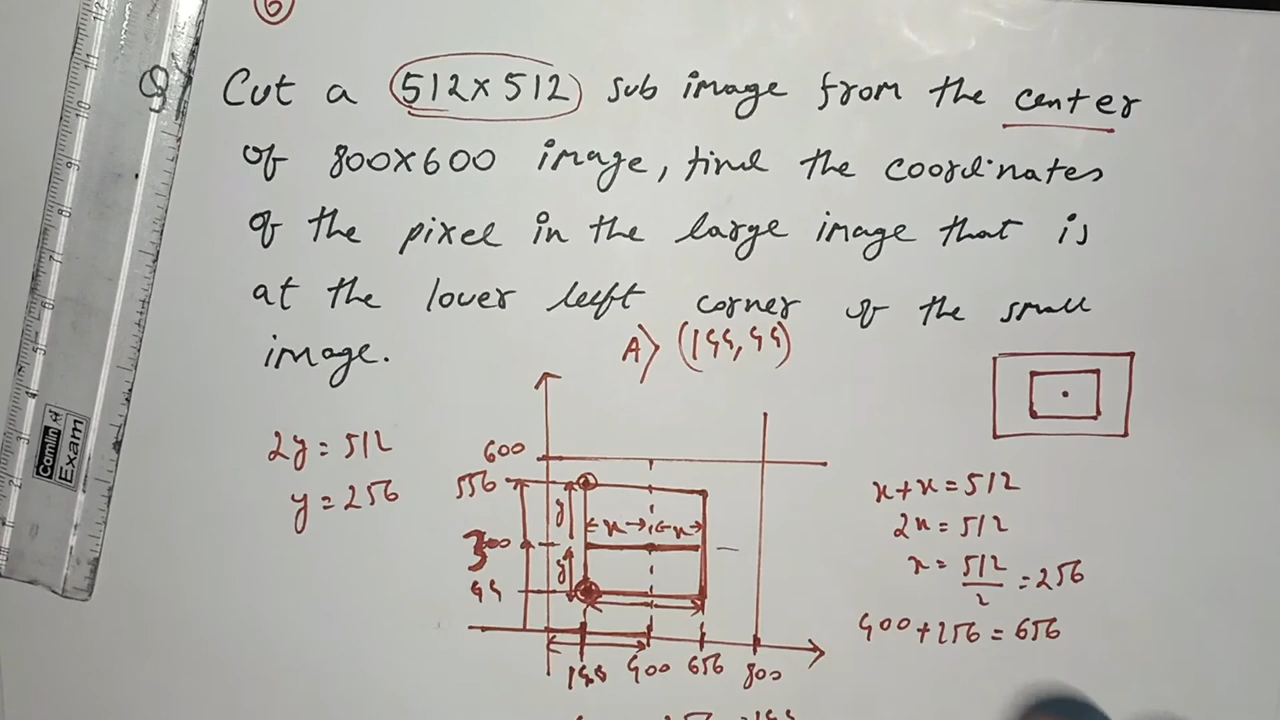 6
Q Cut a 512x512 sub image from the center
of 800x600 image, find the coordinates
of the pixel in the large image that is
at the lower left corner of the small
image.
A> (144, 44)
2y = 512
y = 256
600
556
300
44
y
y
x
x
144 400 656 800
x+x = 512
2x = 512
x = 512/2 = 256
400+256 = 656
Camlin
Exam